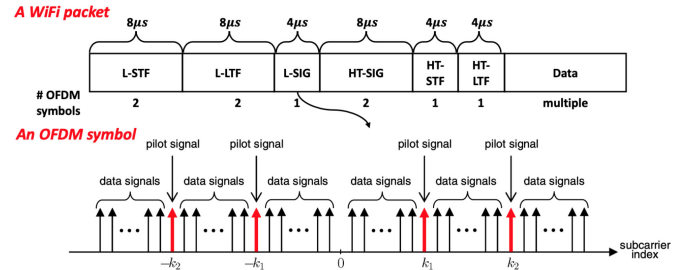 A WiFi packet
8μs 8μs 4μs 8μs 4μs 4μs
L-STF L-LTF L-SIG HT-SIG HT-STF HT-LTF Data
# OFDM symbols 2 2 1 2 1 1 multiple
An OFDM symbol
pilot signal pilot signal pilot signal pilot signal
data signals data signals data signals data signals data signals data signals
-k₂ -k₁ 0 k₁ k₂ subcarrier index